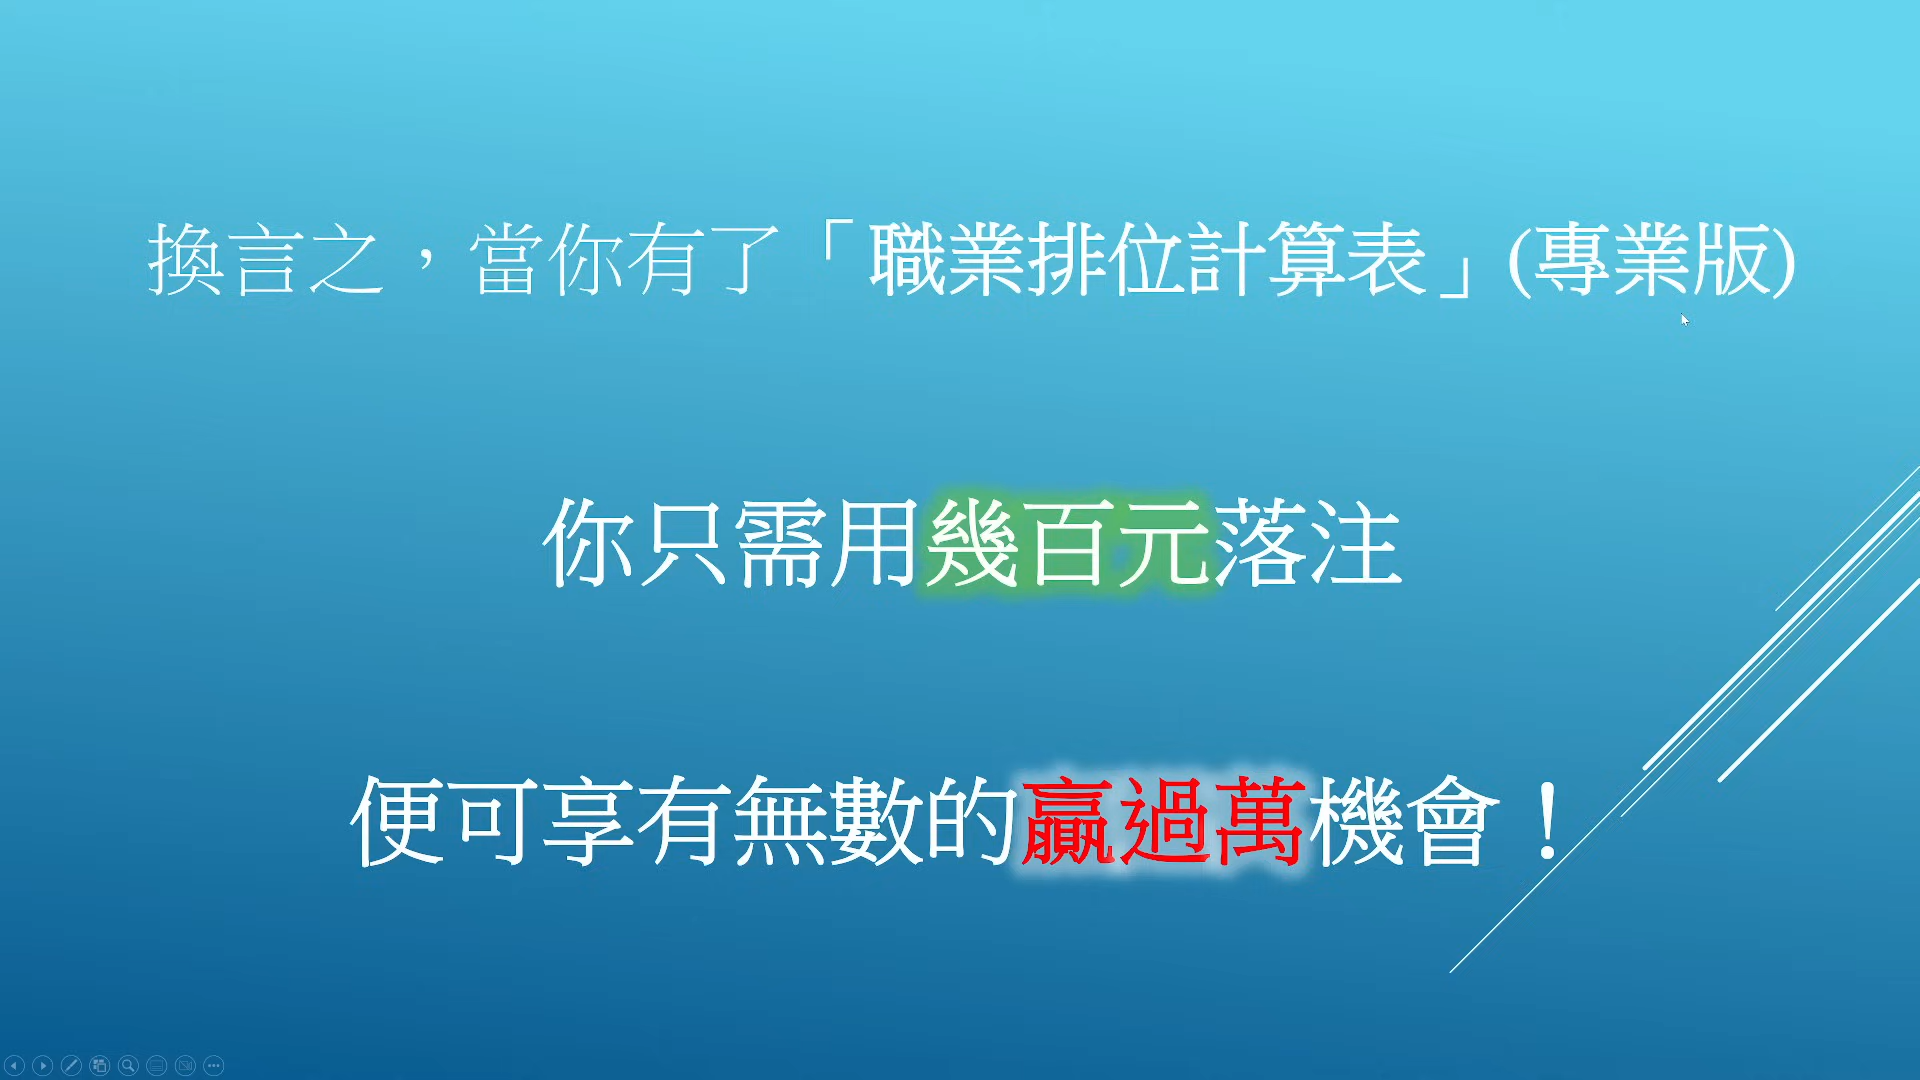 換言之，當你有了「職業排位計算表」(專業版)
你只需用幾百元落注
便可享有無數的贏過萬機會！